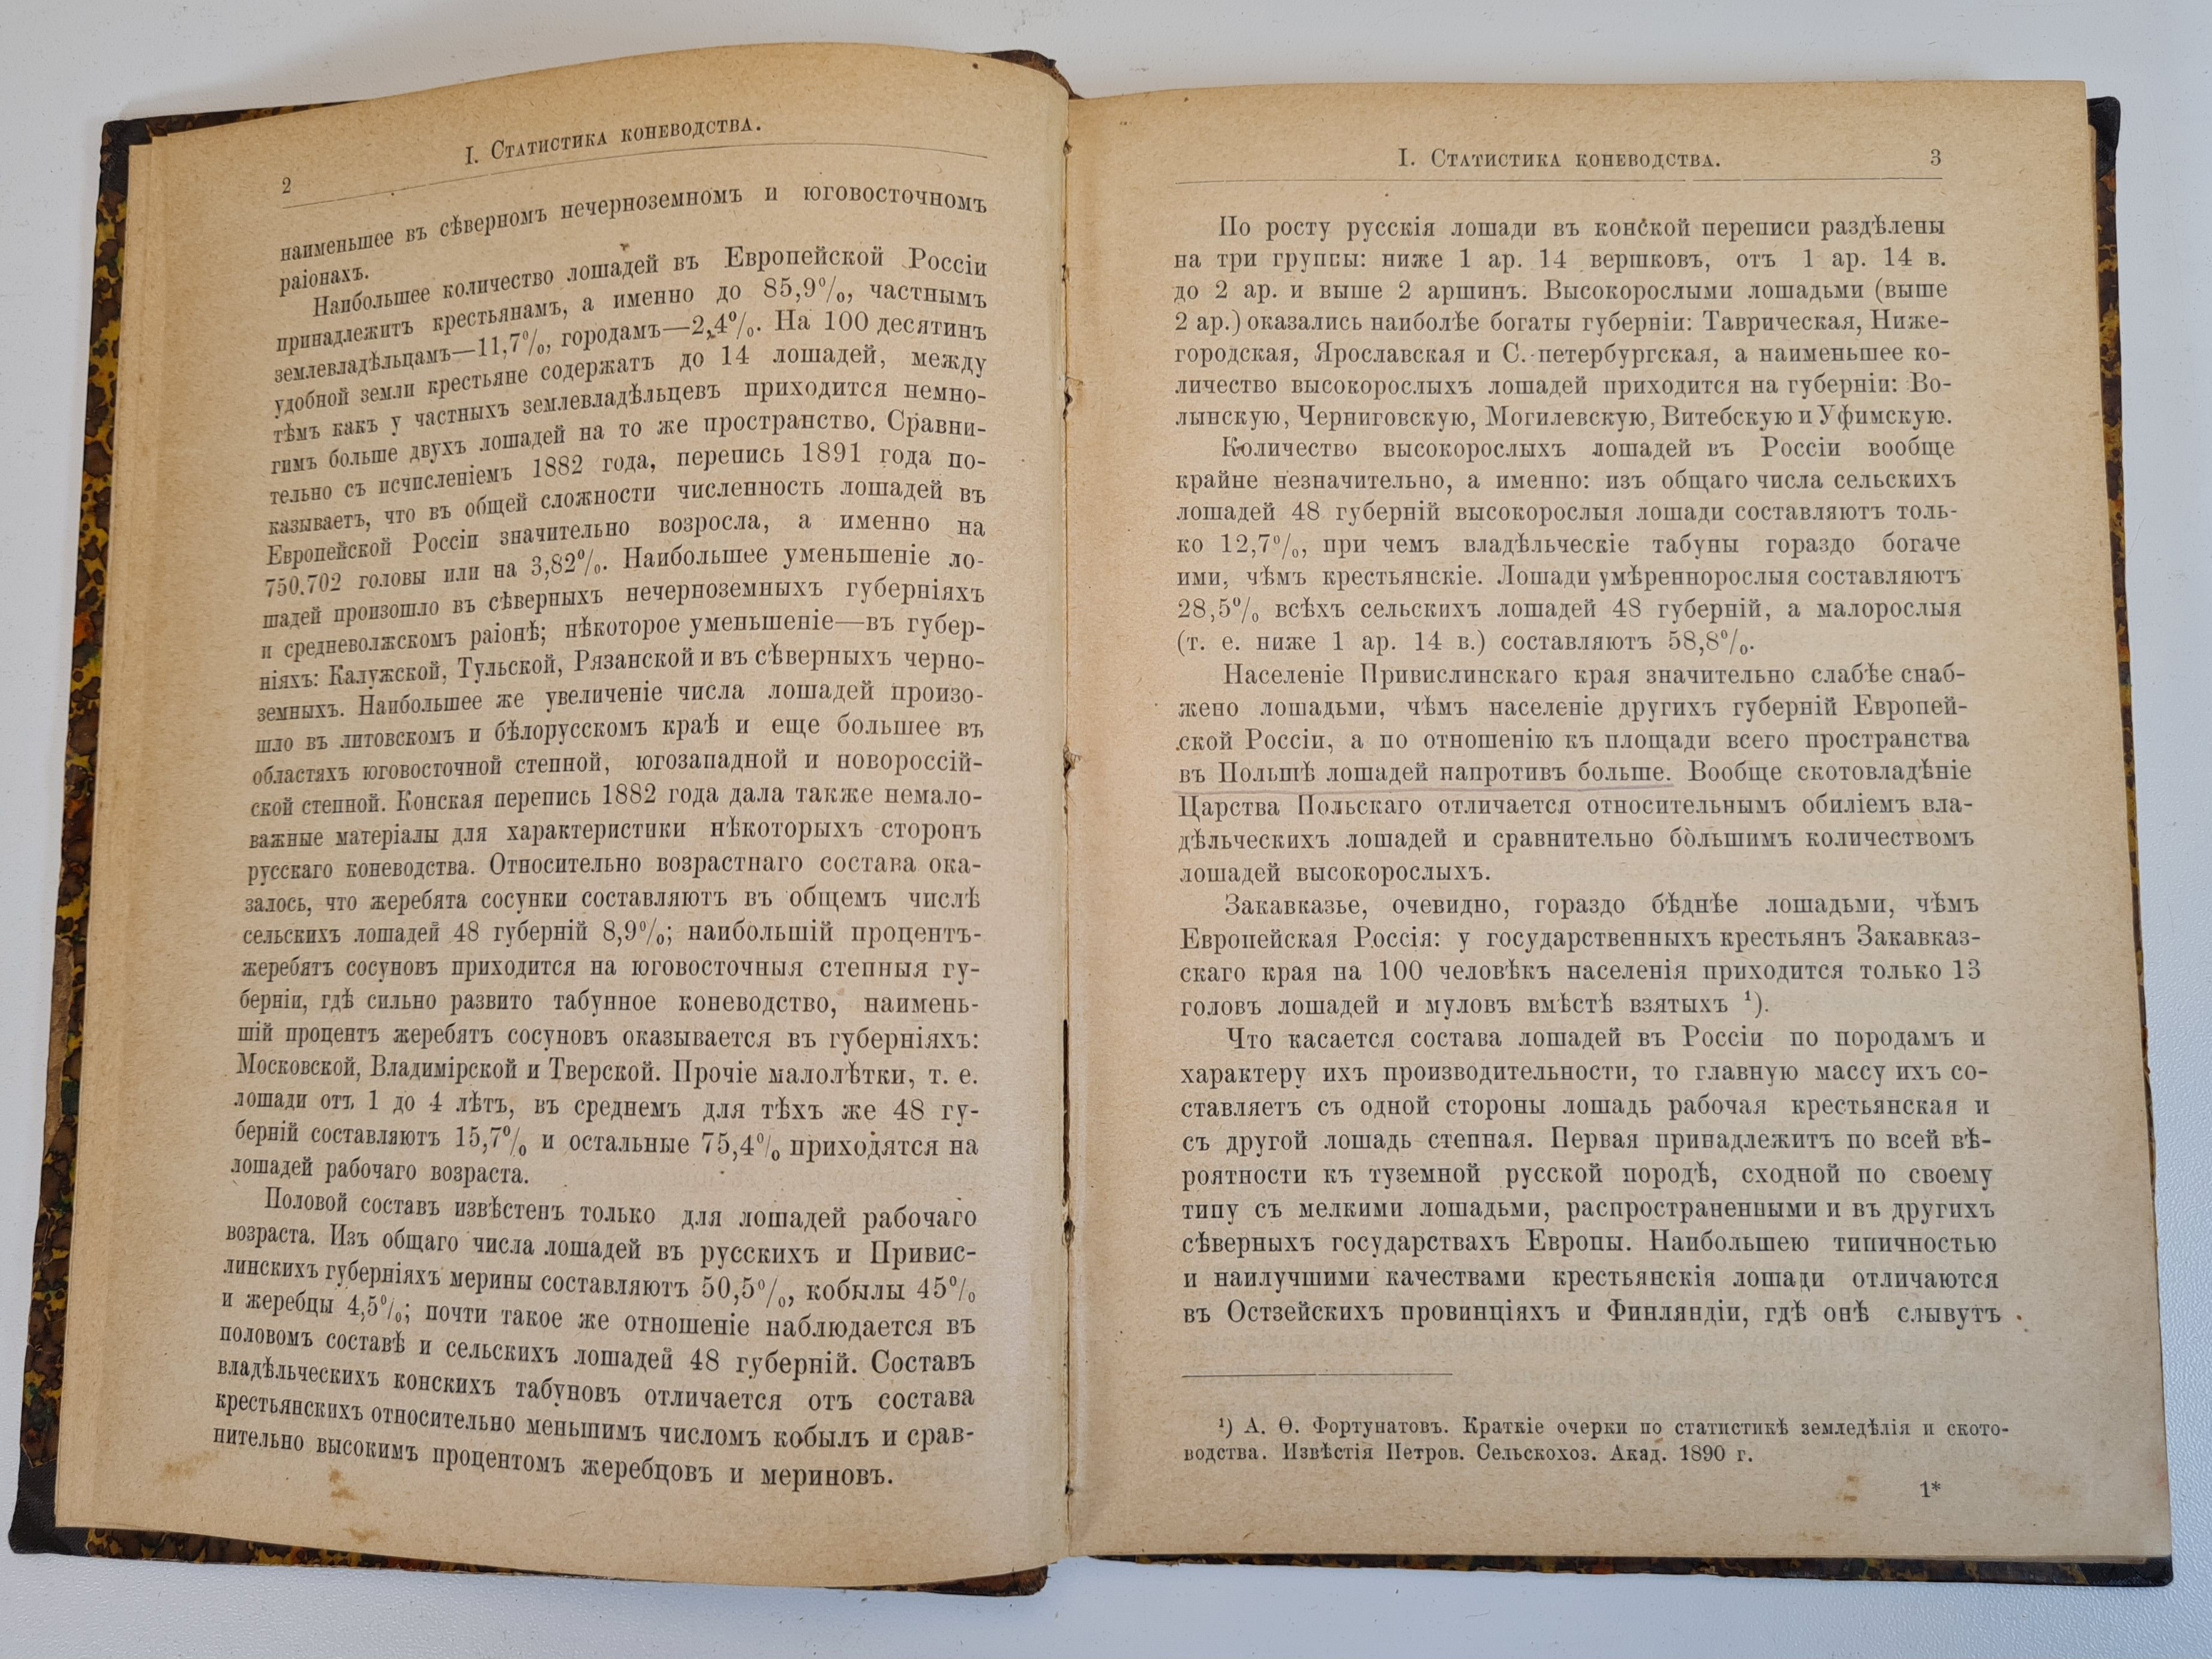 2
I. Статистика коневодства.
наименьшее въ сѣверномъ нечерноземномъ и юговосточномъ
раіонахъ.
Наибольшее количество лошадей въ Европейской Россіи
принадлежитъ крестьянамъ, а именно до 85,9%, частнымъ
землевладѣльцамъ—11,7%, городамъ—2,4%. На 100 десятинъ
удобной земли крестьяне содержатъ до 14 лошадей, между
тѣмъ какъ у частныхъ землевладѣльцевъ приходится немно-
гимъ больше двухъ лошадей на то же пространство. Сравни-
тельно съ исчисленіемъ 1882 года, перепись 1891 года по-
казываетъ, что въ общей сложности численность лошадей въ
Европейской Россіи значительно возросла, а именно на
750.702 головы или на 3,82%. Наибольшее уменьшеніе ло-
шадей произошло въ сѣверныхъ нечерноземныхъ губерніяхъ
и средневолжскомъ раіонѣ; нѣкоторое уменьшеніе—въ губер-
ніяхъ: Калужской, Тульской, Рязанской и въ сѣверныхъ черно-
земныхъ. Наибольшее же увеличеніе числа лошадей произо-
шло въ литовскомъ и бѣлорусскомъ краѣ и еще большее въ
областяхъ юговосточной степной, югозападной и новороссій-
ской степной. Конская перепись 1882 года дала также немало-
важные матеріалы для характеристики нѣкоторыхъ сторонъ
русскаго коневодства. Относительно возрастнаго состава ока-
залось, что жеребята сосунки составляютъ въ общемъ числѣ
сельскихъ лошадей 48 губерній 8,9%; наибольшій процентъ-
жеребятъ сосуновъ приходится на юговосточныя степныя гу-
берніи, гдѣ сильно развито табунное коневодство, наимень-
шій процентъ жеребятъ сосуновъ оказывается въ губерніяхъ:
Московской, Владимірской и Тверской. Прочіе малолѣтки, т. е.
лошади отъ 1 до 4 лѣтъ, въ среднемъ для тѣхъ же 48 гу-
берній составляютъ 15,7% и остальные 75,4% приходятся на
лошадей рабочаго возраста.
Половой составъ извѣстенъ только для лошадей рабочаго
возраста. Изъ общаго числа лошадей въ русскихъ и Привис-
линскихъ губерніяхъ мерины составляютъ 50,5%, кобылы 45%
и жеребцы 4,5%; почти такое же отношеніе наблюдается въ
половомъ составѣ и сельскихъ лошадей 48 губерній. Составъ
владѣльческихъ конскихъ табуновъ отличается отъ состава
крестьянскихъ относительно меньшимъ числомъ кобылъ и срав-
нительно высокимъ процентомъ жеребцовъ и мериновъ.
I. Статистика коневодства.
3
По росту русскія лошади въ конской переписи раздѣлены
на три группы: ниже 1 ар. 14 вершковъ, отъ 1 ар. 14 в.
до 2 ар. и выше 2 аршинъ. Высокорослыми лошадьми (выше
2 ар.) оказались наиболѣе богаты губерніи: Таврическая, Ниже-
городская, Ярославская и С.-петербургская, а наименьшее ко-
личество высокорослыхъ лошадей приходится на губерніи: Во-
лынскую, Черниговскую, Могилевскую, Витебскую и Уфимскую.
Количество высокорослыхъ лошадей въ Россіи вообще
крайне незначительно, а именно: изъ общаго числа сельскихъ
лошадей 48 губерній высокорослыя лошади составляютъ толь-
ко 12,7%, при чемъ владѣльческіе табуны гораздо богаче
ими, чѣмъ крестьянскіе. Лошади умѣреннорослыя составляютъ
28,5% всѣхъ сельскихъ лошадей 48 губерній, а малорослыя
(т. е. ниже 1 ар. 14 в.) составляютъ 58,8%.
Населеніе Привислинскаго края значительно слабѣе снаб-
жено лошадьми, чѣмъ населеніе другихъ губерній Европей-
ской Россіи, а по отношенію къ площади всего пространства
въ Польшѣ лошадей напротивъ больше. Вообще скотовладѣніе
Царства Польскаго отличается относительнымъ обиліемъ вла-
дѣльческихъ лошадей и сравнительно бо̀льшимъ количествомъ
лошадей высокорослыхъ.
Закавказье, очевидно, гораздо бѣднѣе лошадьми, чѣмъ
Европейская Россія: у государственныхъ крестьянъ Закавказ-
скаго края на 100 человѣкъ населенія приходится только 13
головъ лошадей и муловъ вмѣстѣ взятыхъ ¹).
Что касается состава лошадей въ Россіи по породамъ и
характеру ихъ производительности, то главную массу ихъ со-
ставляетъ съ одной стороны лошадь рабочая крестьянская и
съ другой лошадь степная. Первая принадлежитъ по всей вѣ-
роятности къ туземной русской породѣ, сходной по своему
типу съ мелкими лошадьми, распространенными и въ другихъ
сѣверныхъ государствахъ Европы. Наибольшею типичностью
и наилучшими качествами крестьянскія лошади отличаются
въ Остзейскихъ провинціяхъ и Финляндіи, гдѣ онѣ слывутъ
¹) А. Ѳ. Фортунатовъ. Краткіе очерки по статистикѣ земледѣлія и ското-
водства. Извѣстія Петров. Сельскохоз. Акад. 1890 г.
1*